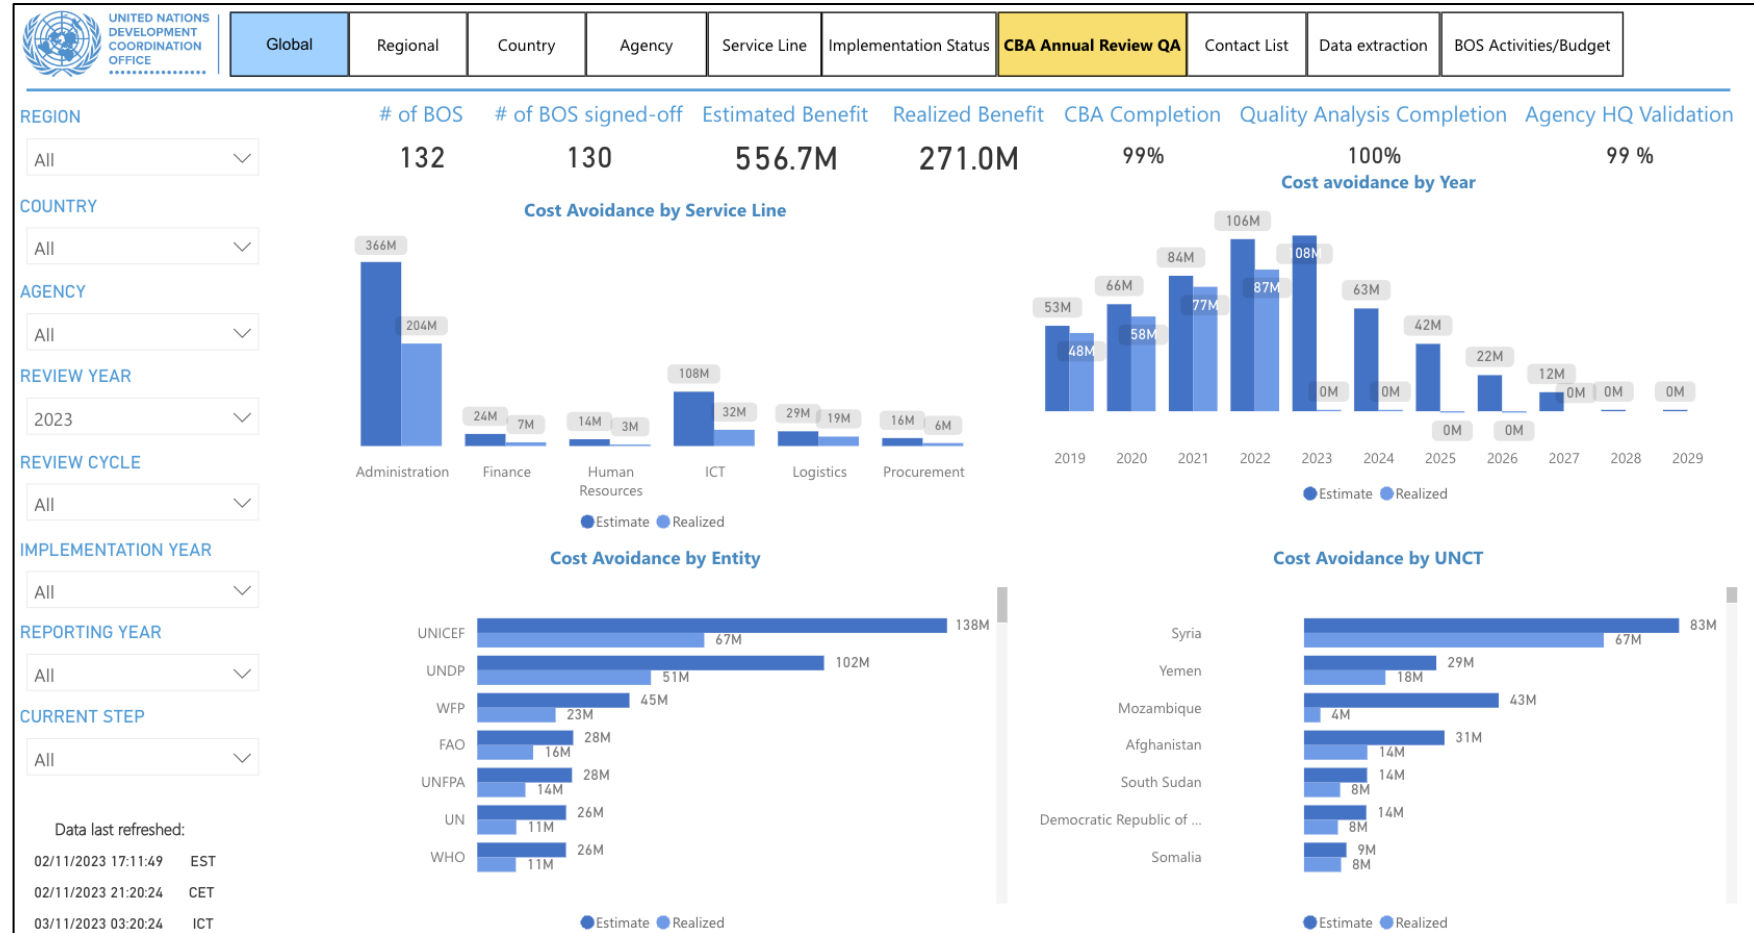 UNITED NATIONS
DEVELOPMENT
COORDINATION
OFFICE
Global
Regional
Country
Agency
Service Line
Implementation Status
CBA Annual Review QA
Contact List
Data extraction
BOS Activities/Budget
REGION
All
COUNTRY
All
AGENCY
All
REVIEW YEAR
2023
REVIEW CYCLE
All
IMPLEMENTATION YEAR
All
REPORTING YEAR
All
CURRENT STEP
All
Data last refreshed:
02/11/2023 17:11:49 EST
02/11/2023 21:20:24 CET
03/11/2023 03:20:24 ICT
# of BOS
132
# of BOS signed-off
130
Estimated Benefit
556.7M
Realized Benefit
271.0M
CBA Completion
99%
Quality Analysis Completion
100%
Agency HQ Validation
99 %
Cost Avoidance by Service Line
366M
204M
24M
7M
14M
3M
108M
32M
29M
19M
16M
6M
Administration
Finance
Human
Resources
ICT
Logistics
Procurement
Estimate Realized
Cost avoidance by Year
53M
48M
66M
58M
84M
77M
106M
87M
108M
0M
63M
0M
42M
0M
22M
0M
12M
0M
0M
0M
2019 2020 2021 2022 2023 2024 2025 2026 2027 2028 2029
Estimate Realized
Cost Avoidance by Entity
UNICEF 138M
67M
UNDP 102M
51M
WFP 45M
23M
FAO 28M
16M
UNFPA 28M
14M
UN 26M
11M
WHO 26M
11M
Estimate Realized
Cost Avoidance by UNCT
Syria 83M
67M
Yemen 29M
18M
Mozambique 43M
4M
Afghanistan 31M
14M
South Sudan 14M
8M
Democratic Republic of ... 14M
8M
Somalia 9M
8M
Estimate Realized